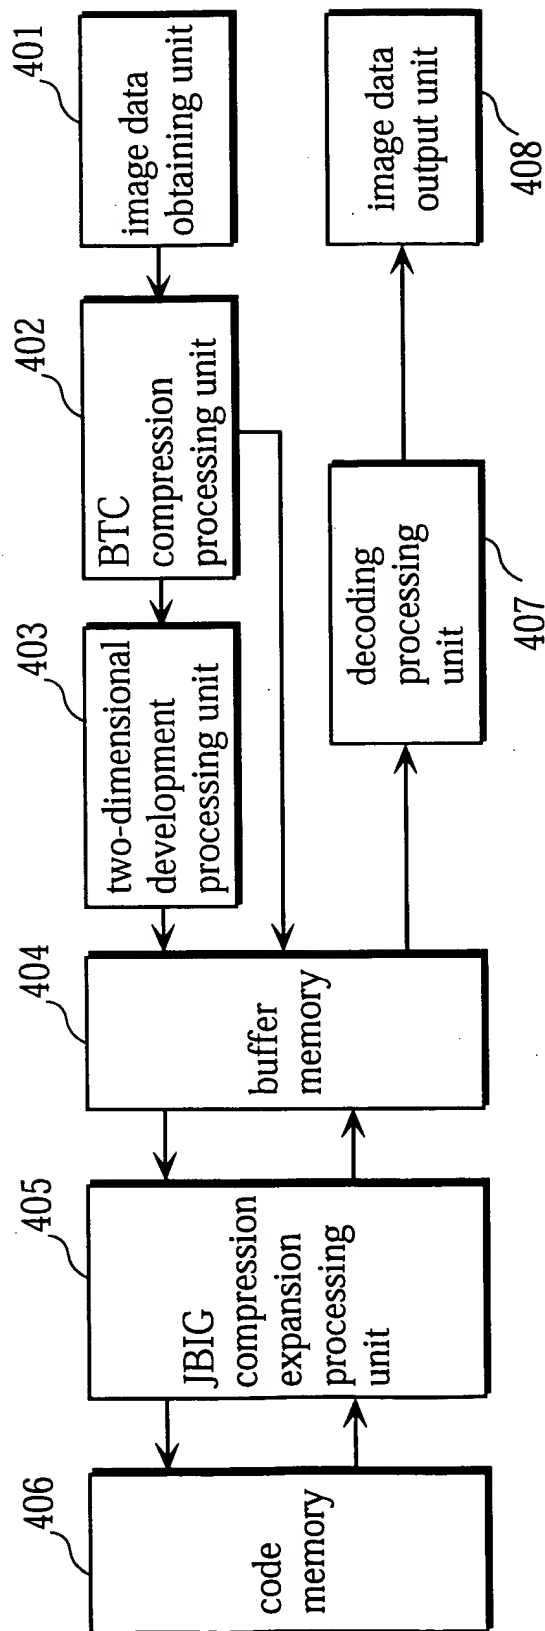 401
image data
obtaining unit
402
BTC
compression
processing unit
403
two-dimensional
development
processing unit
404
buffer
memory
405
JBIG
compression
expansion
processing
unit
406
code
memory
407
decoding
processing
unit
408
image data
output unit